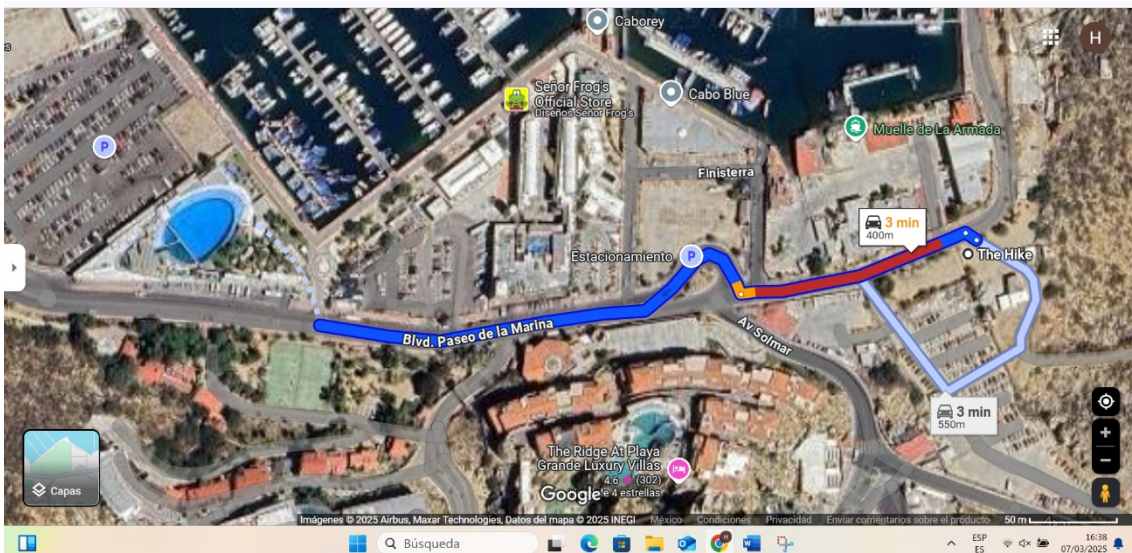 Caborey
H
es
Señor Frog's
Official Store
Diseños Señor Frog's
Cabo Blue
P
Muelle de La Armada
Finisterra
3 min
400m
Estacionamiento P
The Hike
Blvd. Paseo de la Marina
Av Solmar
3 min
550m
The Ridge At Playa
Grande Luxury Villas
4.6 (302)
Google
e 4 estrellas
Capas
Imágenes © 2025 Airbus, Maxar Technologies, Datos del mapa © 2025 INEGI México Condiciones Privacidad Enviar comentarios sobre el producto 50 m
Búsqueda
ESP
ES
16:38
07/03/2025